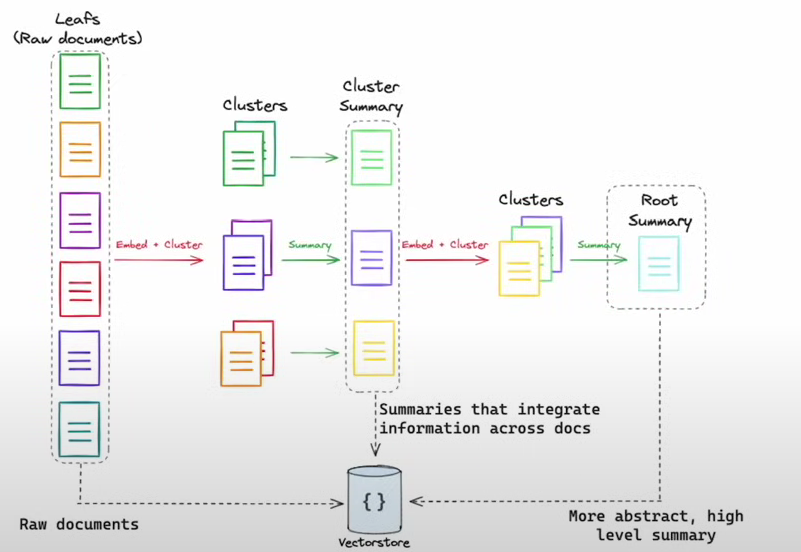 Leafs
(Raw documents)
Clusters
Cluster
Summary
Clusters
Root
Summary
Embed + Cluster
Summary
Embed + Cluster
Summary
Summaries that integrate
information across docs
{}
Raw documents
Vectorstore
More abstract, high
level summary